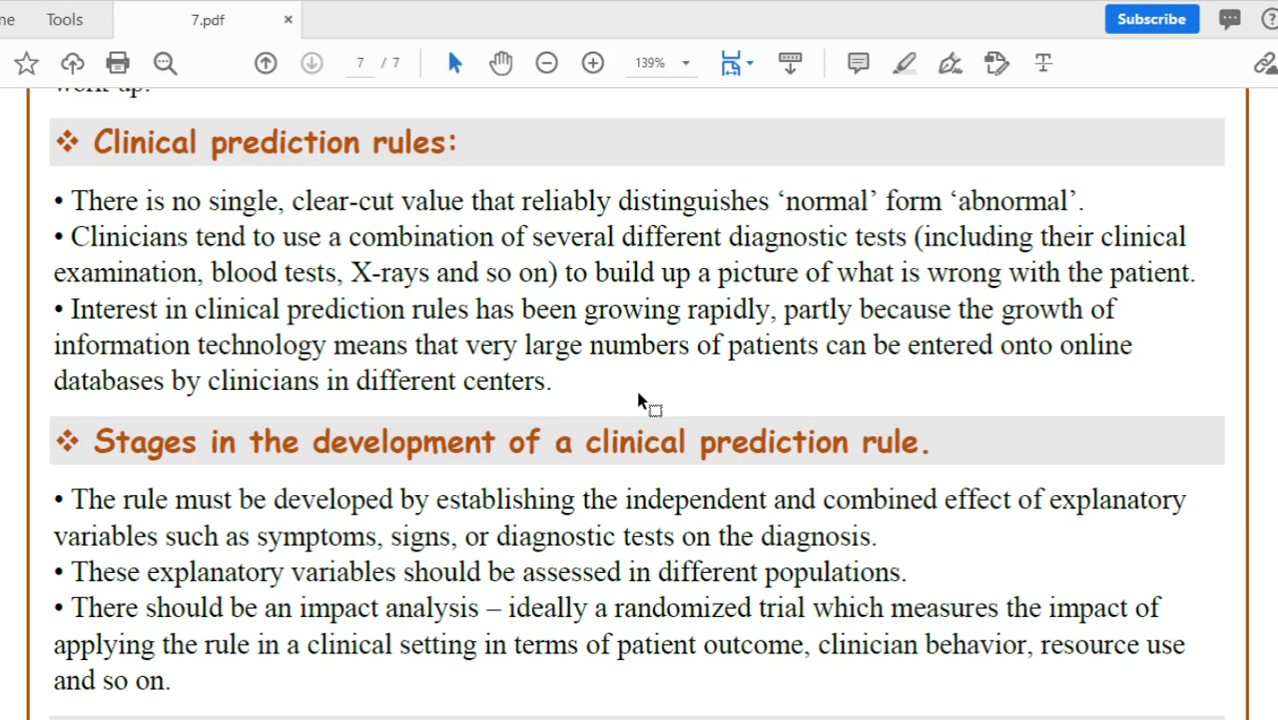 me Tools 7.pdf × Subscribe
7 / 7 139%
work-up.
❖ Clinical prediction rules:
• There is no single, clear-cut value that reliably distinguishes ‘normal’ form ‘abnormal’.
• Clinicians tend to use a combination of several different diagnostic tests (including their clinical
examination, blood tests, X-rays and so on) to build up a picture of what is wrong with the patient.
• Interest in clinical prediction rules has been growing rapidly, partly because the growth of
information technology means that very large numbers of patients can be entered onto online
databases by clinicians in different centers.
❖ Stages in the development of a clinical prediction rule.
• The rule must be developed by establishing the independent and combined effect of explanatory
variables such as symptoms, signs, or diagnostic tests on the diagnosis.
• These explanatory variables should be assessed in different populations.
• There should be an impact analysis – ideally a randomized trial which measures the impact of
applying the rule in a clinical setting in terms of patient outcome, clinician behavior, resource use
and so on.